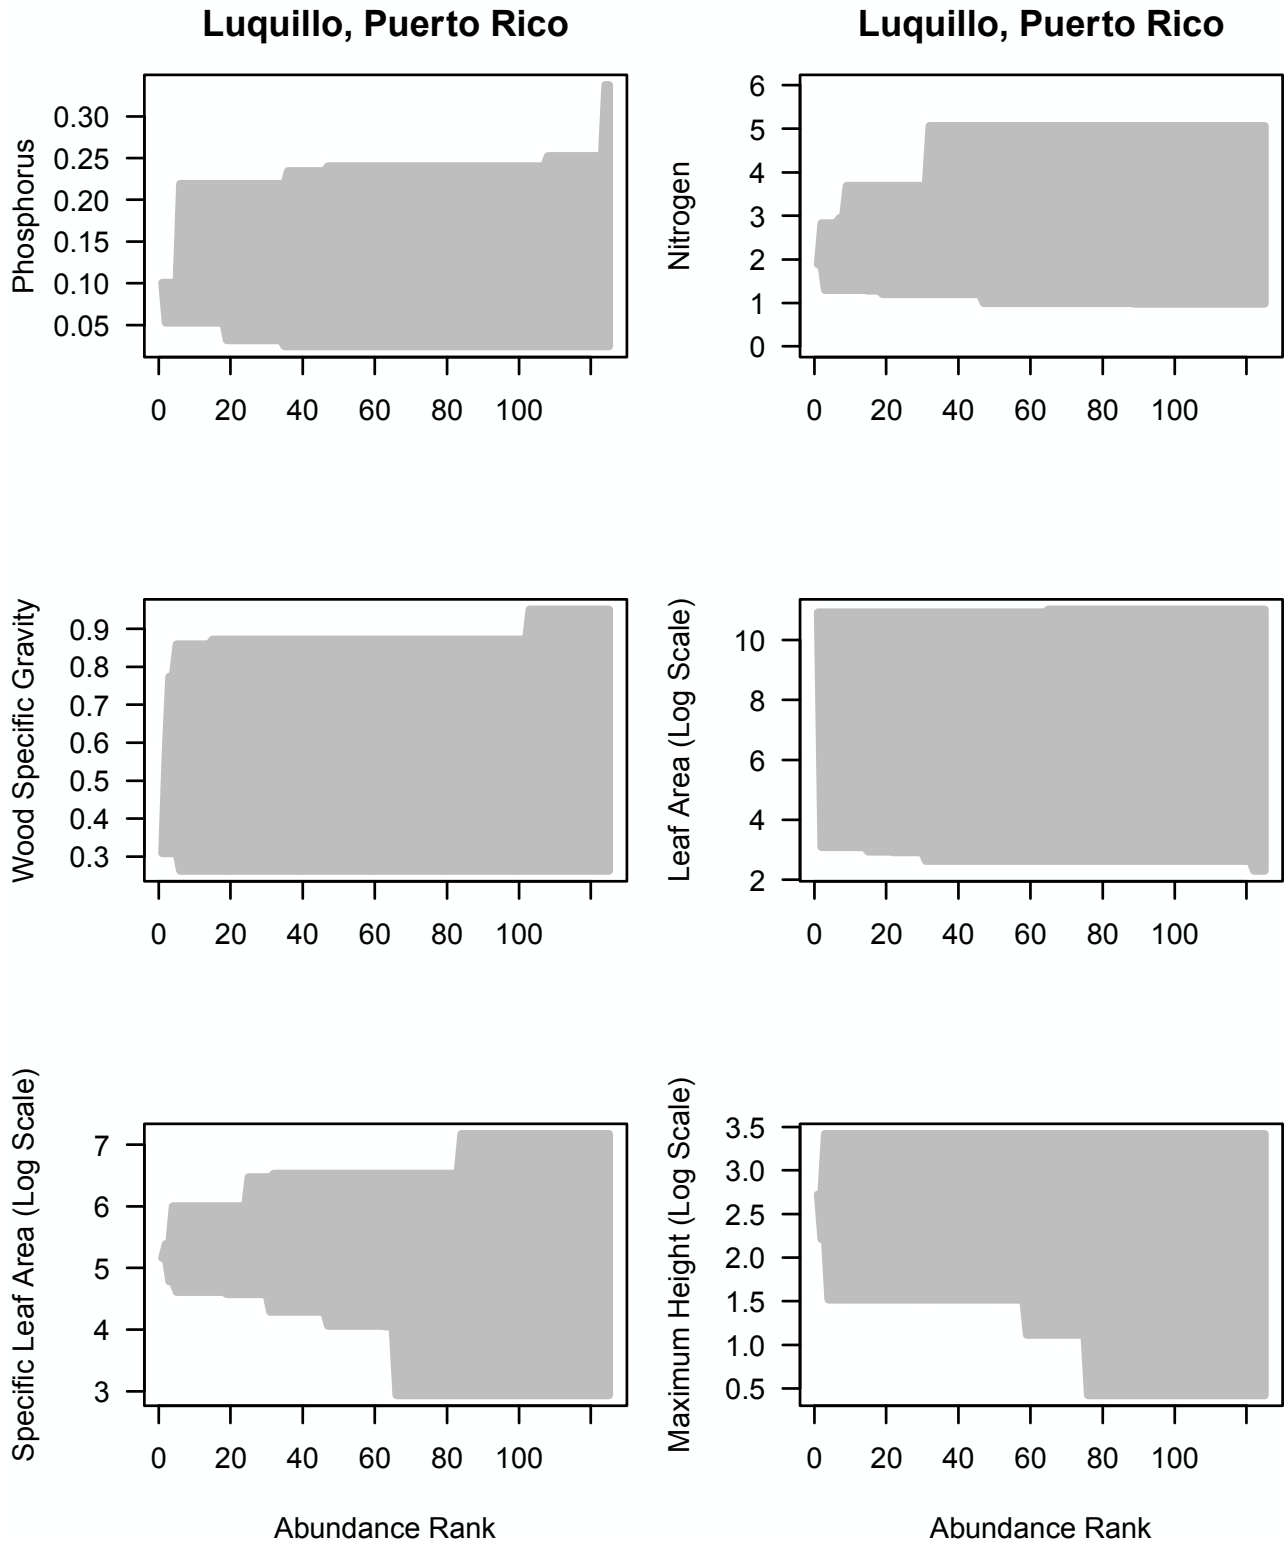 Luquillo, Puerto Rico
Phosphorus
0.30
0.25
0.20
0.15
0.10
0.05
0 20 40 60 80 100
Luquillo, Puerto Rico
Nitrogen
6
5
4
3
2
1
0
0 20 40 60 80 100
Wood Specific Gravity
0.9
0.8
0.7
0.6
0.5
0.4
0.3
0 20 40 60 80 100
Leaf Area (Log Scale)
10
8
6
4
2
0 20 40 60 80 100
Specific Leaf Area (Log Scale)
7
6
5
4
3
0 20 40 60 80 100
Abundance Rank
Maximum Height (Log Scale)
3.5
3.0
2.5
2.0
1.5
1.0
0.5
0 20 40 60 80 100
Abundance Rank